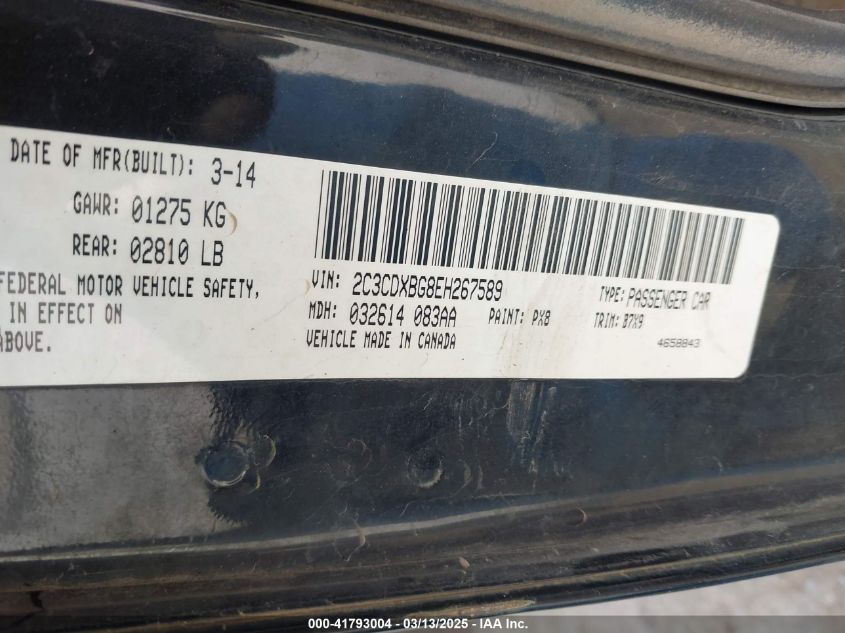 DATE OF MFR(BUILT): 3-14
GAWR: 01275 KG
REAR: 02810 LB
FEDERAL MOTOR VEHICLE SAFETY,
IN EFFECT ON
ABOVE.
VIN: 2C3CDXBG8EH267589
TYPE: PASSENGER CAR
MDH: 032614 083AA
PAINT: PX8
TRIM: B7X9
VEHICLE MADE IN CANADA
4658843
000-41793004 - 03/13/2025 - IAA Inc.